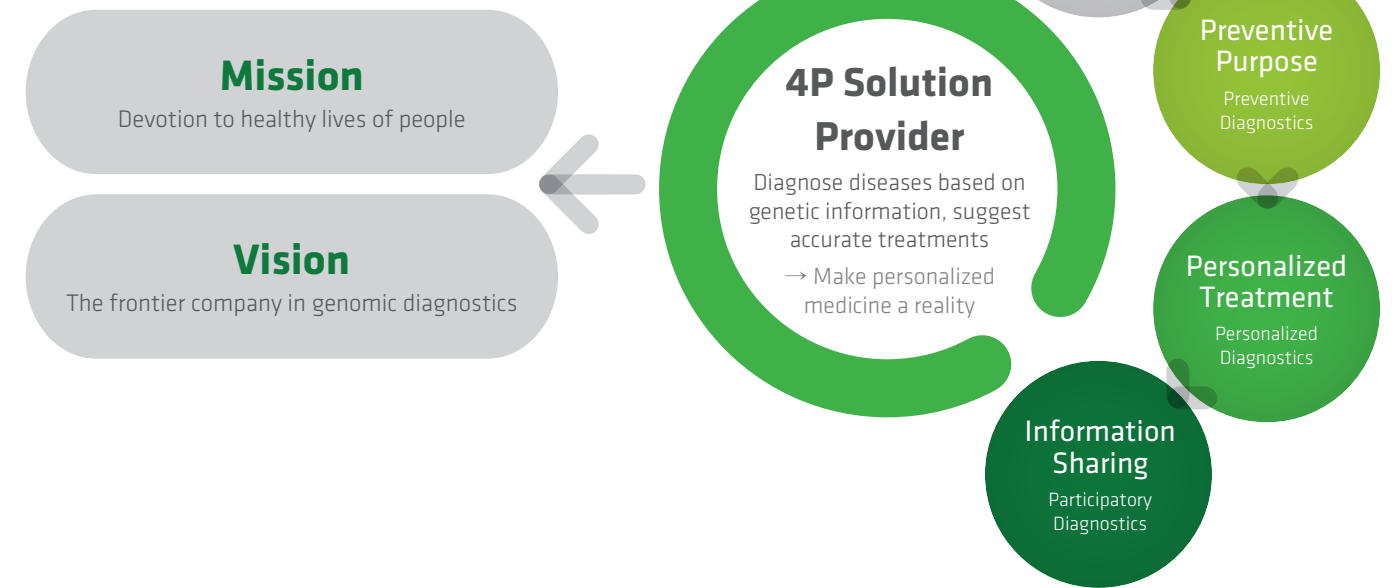 Mission
Devotion to healthy lives of people
Vision
The frontier company in genomic diagnostics
4P Solution
Provider
Diagnose diseases based on
genetic information, suggest
accurate treatments
→ Make personalized
medicine a reality
Preventive
Purpose
Preventive
Diagnostics
Personalized
Treatment
Personalized
Diagnostics
Information
Sharing
Participatory
Diagnostics